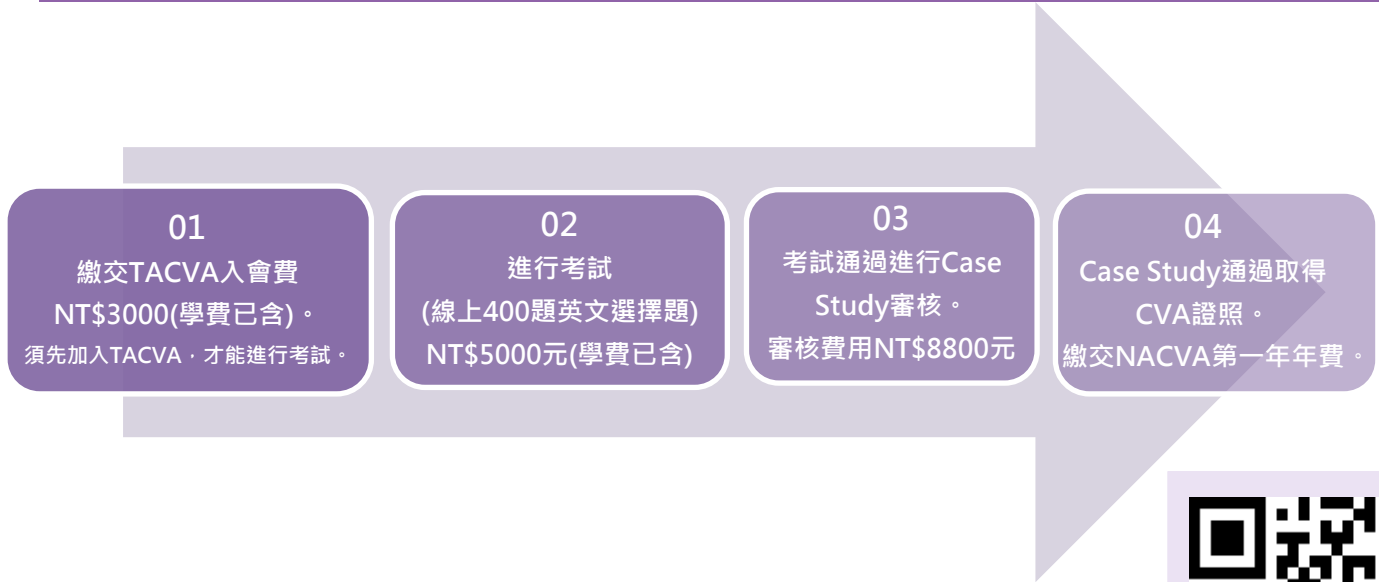 01
繳交TACVA入會費
NT$3000(學費已含)。
須先加入TACVA，才能進行考試。
02
進行考試
(線上400題英文選擇題)
NT$5000元(學費已含)
03
考試通過進行Case
Study審核。
審核費用NT$8800元
04
Case Study通過取得
CVA證照。
繳交NACVA第一年年費。